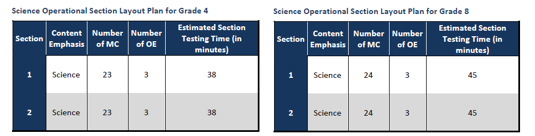 Science Operational Section Layout Plan for Grade 4
Section Content Emphasis Number of MC Number of OE Estimated Section Testing Time (in minutes)
1 Science 23 3 38
2 Science 23 3 38
Science Operational Section Layout Plan for Grade 8
Section Content Emphasis Number of MC Number of OE Estimated Section Testing Time (in minutes)
1 Science 24 3 45
2 Science 24 3 45